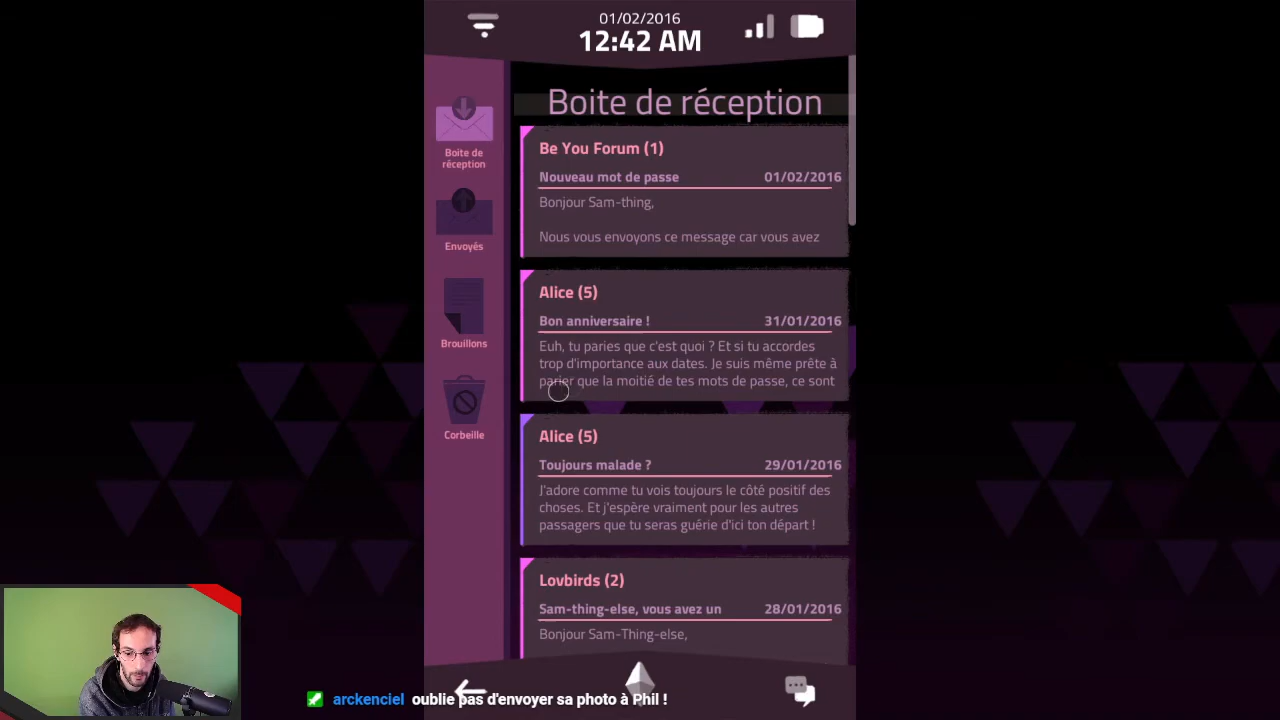 01/02/2016
12:42 AM
Boite de réception
Be You Forum (1)
Nouveau mot de passe 01/02/2016
Bonjour Sam-thing,
Nous vous envoyons ce message car vous avez
Alice (5)
Bon anniversaire ! 31/01/2016
Euh, tu paries que c'est quoi ? Et si tu accordes
trop d'importance aux dates. Je suis même prête à
parier que la moitié de tes mots de passe, ce sont
Alice (5)
Toujours malade ? 29/01/2016
J'adore comme tu vois toujours le côté positif des
choses. Et j'espère vraiment pour les autres
passagers que tu seras guérie d'ici ton départ !
Lovbirds (2)
Sam-thing-else, vous avez un 28/01/2016
Bonjour Sam-Thing-else,
Boite de
réception
Envoyés
Brouillons
Corbeille
arckenciel oublie pas d'envoyer sa photo à Phil !